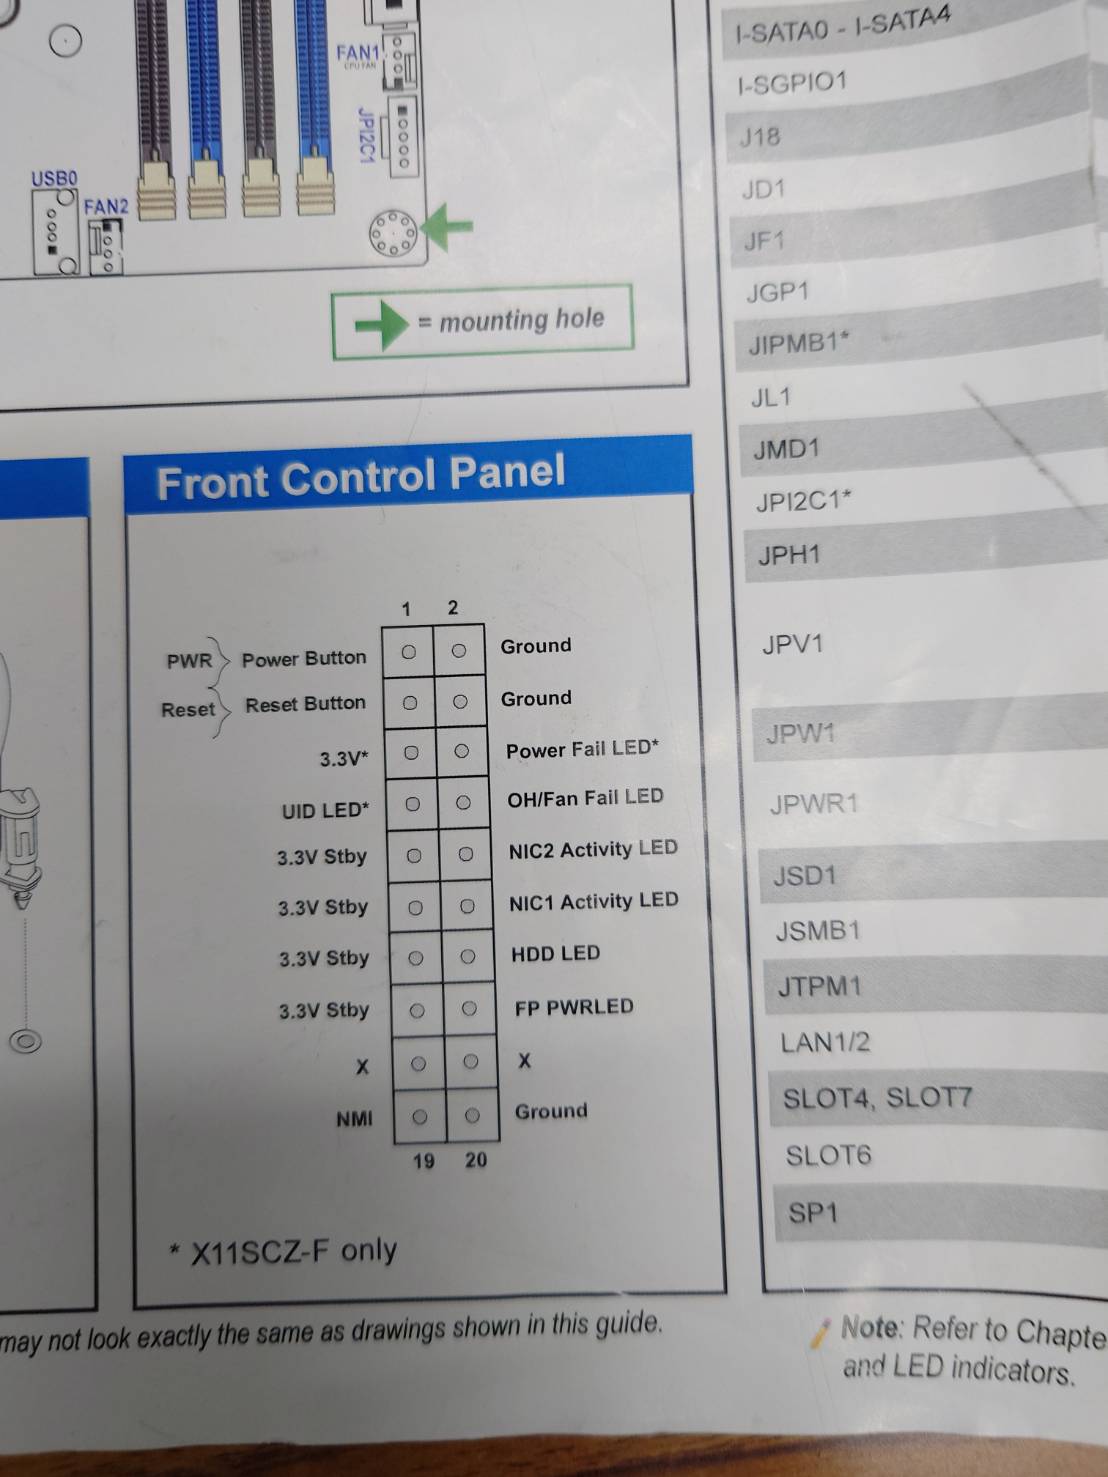 FAN1
CPU FAN
JPI2C1
USB0
FAN2
= mounting hole
Front Control Panel
1 2
PWR Power Button Ground
Reset Reset Button Ground
3.3V* Power Fail LED*
UID LED* OH/Fan Fail LED
3.3V Stby NIC2 Activity LED
3.3V Stby NIC1 Activity LED
3.3V Stby HDD LED
3.3V Stby FP PWRLED
X X
NMI Ground
19 20
* X11SCZ-F only
may not look exactly the same as drawings shown in this guide.
I-SATA0 - I-SATA4
I-SGPIO1
J18
JD1
JF1
JGP1
JIPMB1*
JL1
JMD1
JPI2C1*
JPH1
JPV1
JPW1
JPWR1
JSD1
JSMB1
JTPM1
LAN1/2
SLOT4, SLOT7
SLOT6
SP1
Note: Refer to Chapte
and LED indicators.